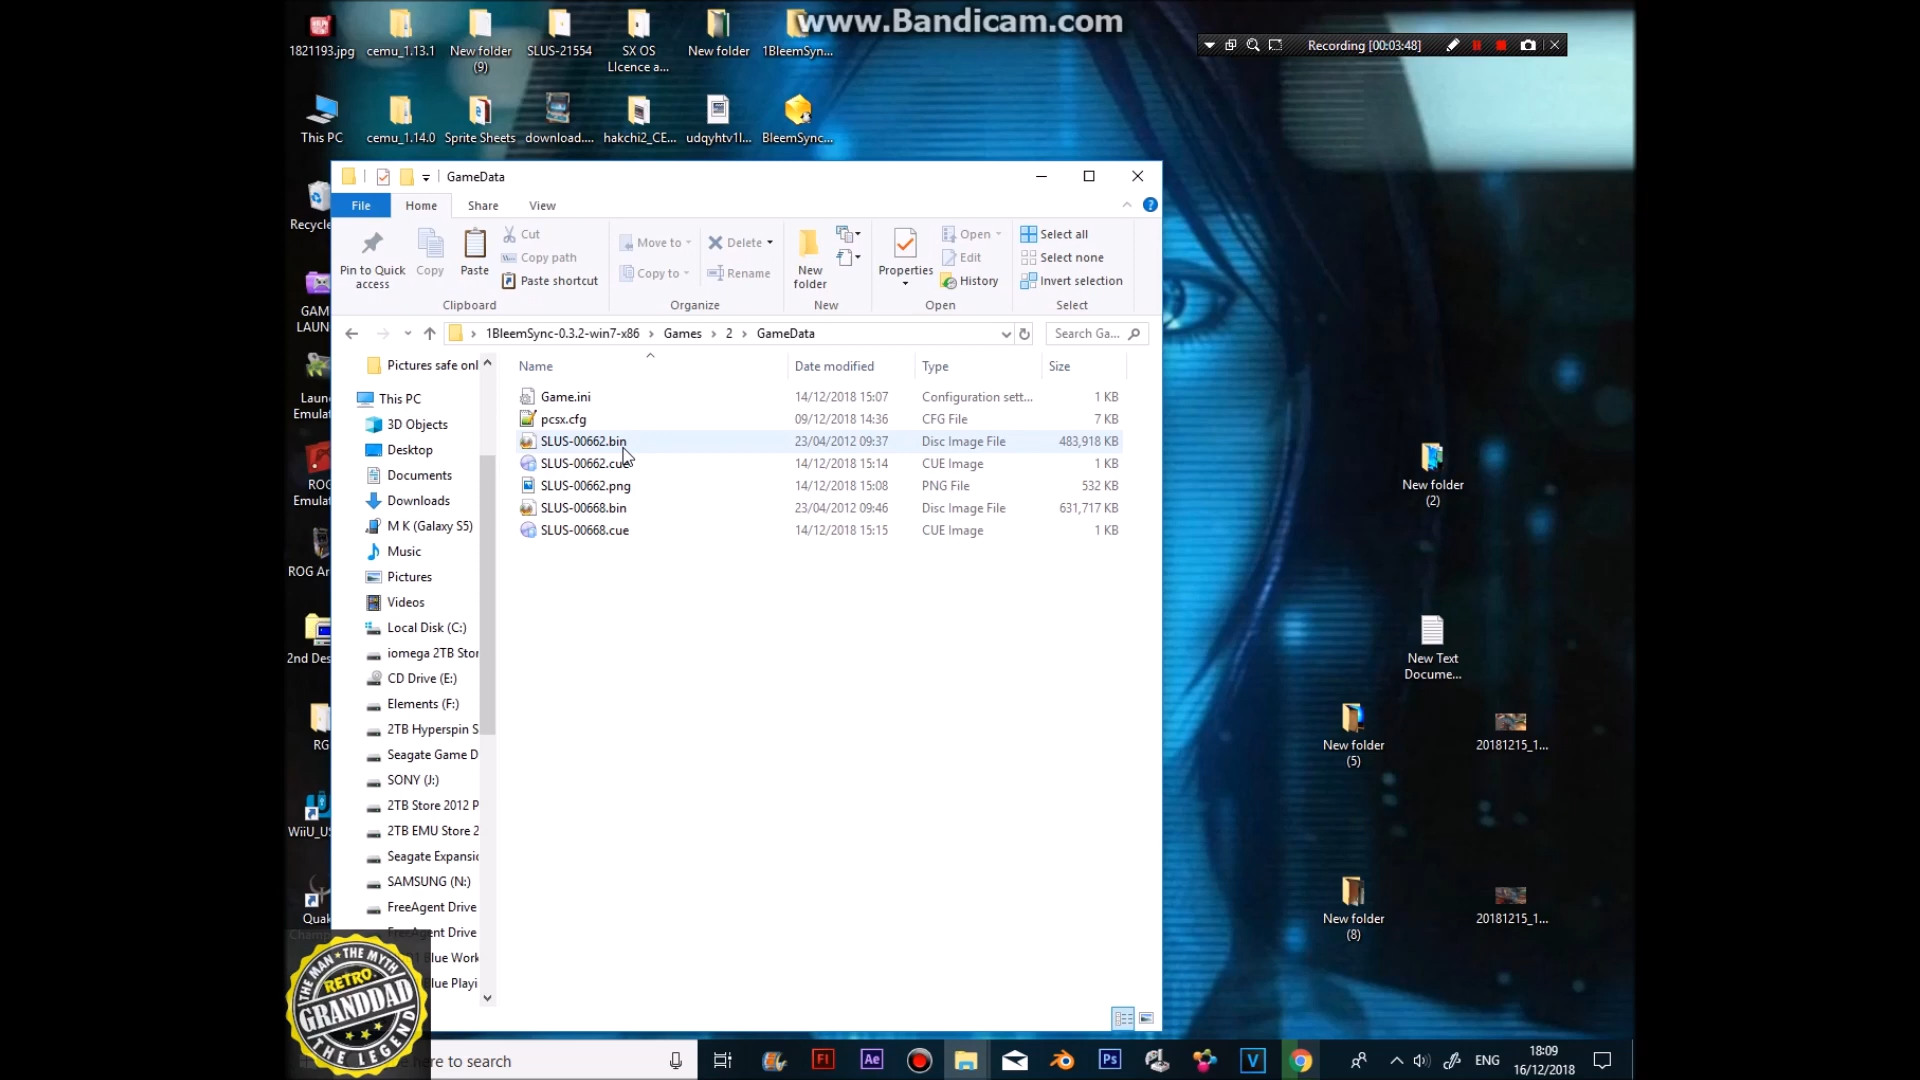 www.Bandicam.com
Recording [00:03:48]
1821193.jpg
cemu_1.13.1
New folder
(9)
SLUS-21554
SX OS
LIcence a...
New folder
1BleemSyn...
This PC
cemu_1.14.0
Sprite Sheets
download....
hakchi2_CE...
udqyhtv1l...
BleemSync...
GameData
File
Home
Share
View
Recycle
Pin to Quick
access
Copy
Paste
Cut
Copy path
Paste shortcut
Move to
Copy to
Delete
Rename
New
folder
Properties
Open
Edit
History
Select all
Select none
Invert selection
Clipboard
Organize
New
Open
Select
GAM
LAUN
1BleemSync-0.3.2-win7-x86 > Games > 2 > GameData
Search Ga...
Name
Date modified
Type
Size
Game.ini 14/12/2018 15:07 Configuration sett... 1 KB
pcsx.cfg 09/12/2018 14:36 CFG File 7 KB
SLUS-00662.bin 23/04/2012 09:37 Disc Image File 483,918 KB
SLUS-00662.cue 14/12/2018 15:14 CUE Image 1 KB
SLUS-00662.png 14/12/2018 15:08 PNG File 532 KB
SLUS-00668.bin 23/04/2012 09:46 Disc Image File 631,717 KB
SLUS-00668.cue 14/12/2018 15:15 CUE Image 1 KB
Pictures safe onl
This PC
3D Objects
Desktop
Documents
Downloads
M K (Galaxy S5)
Music
Pictures
Videos
Local Disk (C:)
iomega 2TB Stor
CD Drive (E:)
Elements (F:)
2TB Hyperspin S
Seagate Game D
SONY (J:)
2TB Store 2012 P
2TB EMU Store 2
Seagate Expansic
SAMSUNG (N:)
FreeAgent Drive
FreeAgent Drive
Blue Work
lue Playi
Laun
Emulat
ROG
Emulat
ROG Ar
2nd Des
RG
WiiU_US
Quak
Champ
New folder
(2)
New Text
Docume...
New folder
(5)
20181215_1...
New folder
(8)
20181215_1...
THE MAN ★ THE MYTH
RETRO
GRANDDAD
THE LEGEND
here to search
ENG
18:09
16/12/2018